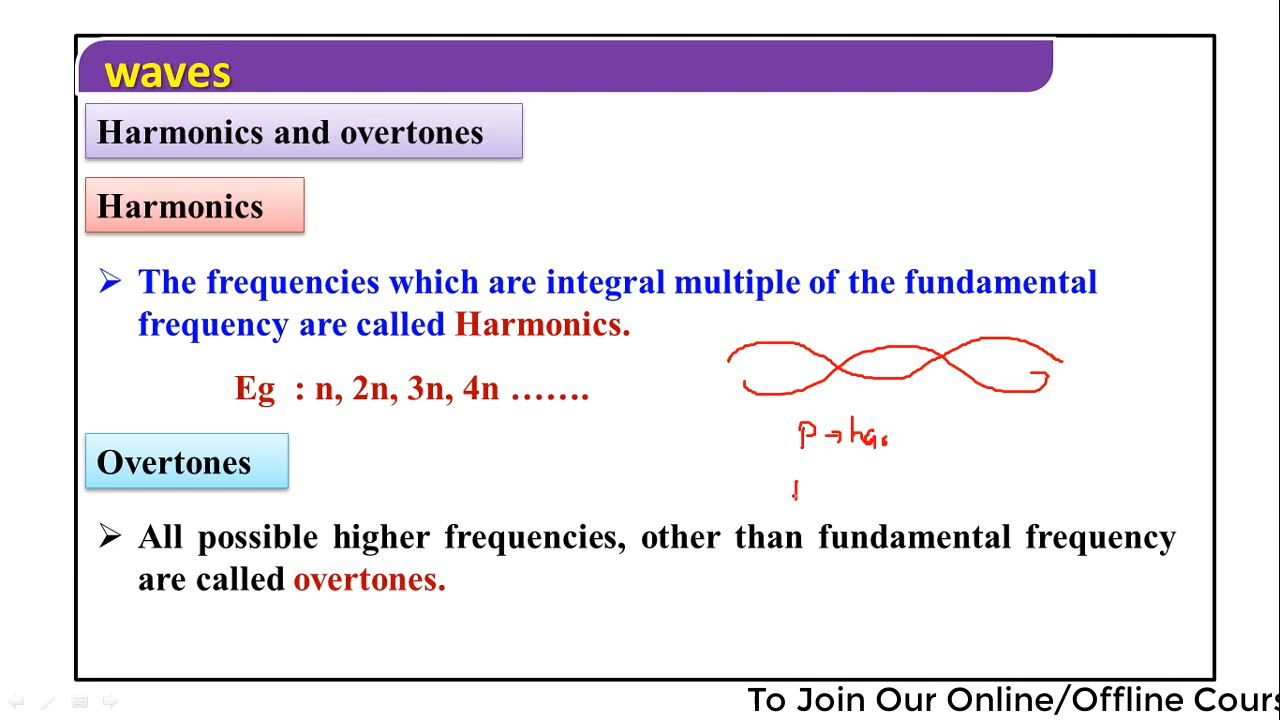 waves
Harmonics and overtones
Harmonics
➢ The frequencies which are integral multiple of the fundamental
frequency are called Harmonics.
Eg : n, 2n, 3n, 4n …….
P → ha
Overtones
➢ All possible higher frequencies, other than fundamental frequency
are called overtones.
To Join Our Online/Offline Cours